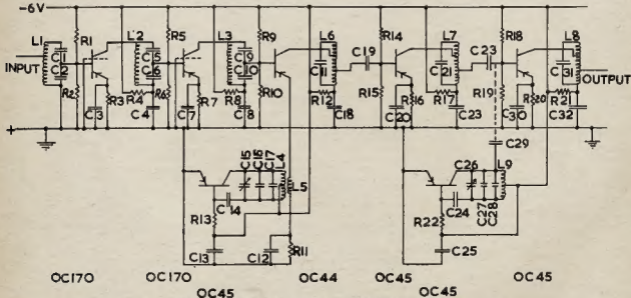 -6V
L1 R1 L2 R5 L3 R9 L6 R14 L7 R18 L8
C19 C23
C11 C5 C9 C11 C21 C31
INPUT C12 C6 C10 OUTPUT
R2 R3 R4 R6 R7 R8 R10 R12 R15 R16 R17 R19 R20 R21
C3 C4 C7 C8 C18 C20 C23 C30 C32
+
C29
C15 C16 C17 L4 C26 L9
L5
C14 C24 C27 C28
R13 R22
C13 C12 R11 C25
OC170 OC170 OC44 OC45 OC45
OC45 OC45